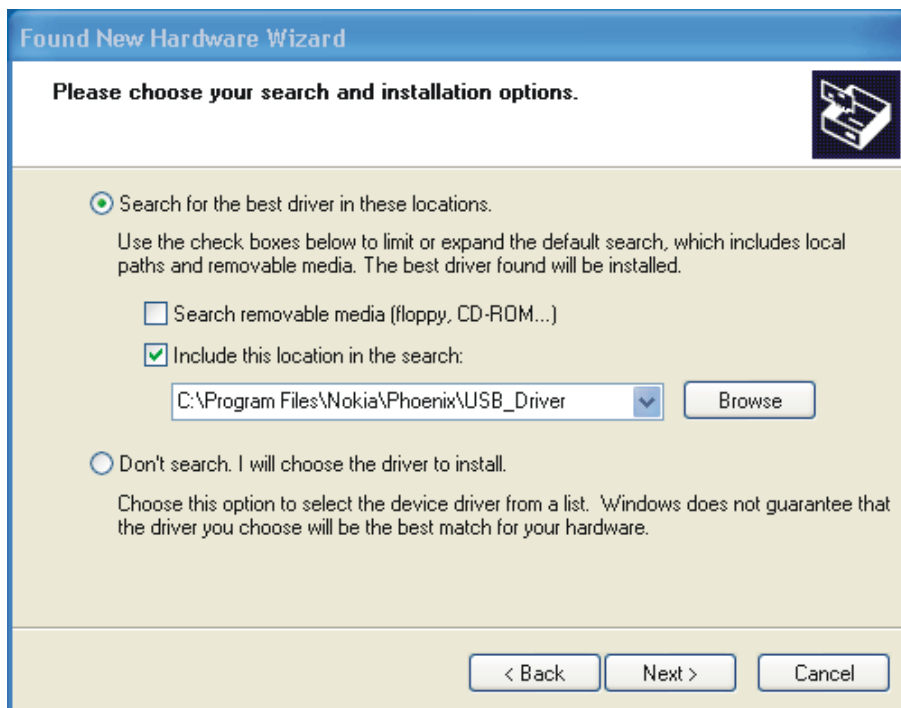 Found New Hardware Wizard
Please choose your search and installation options.
Search for the best driver in these locations.
Use the check boxes below to limit or expand the default search, which includes local
paths and removable media. The best driver found will be installed.
Search removable media (floppy, CD-ROM...)
Include this location in the search:
C:\Program Files\Nokia\Phoenix\USB_Driver
Browse
Don't search. I will choose the driver to install.
Choose this option to select the device driver from a list.  Windows does not guarantee that
the driver you choose will be the best match for your hardware.
< Back
Next >
Cancel